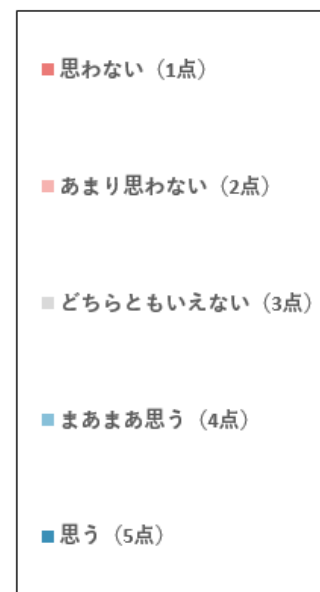 思わない（1点）
あまり思わない（2点）
どちらともいえない（3点）
まあまあ思う（4点）
思う（5点）